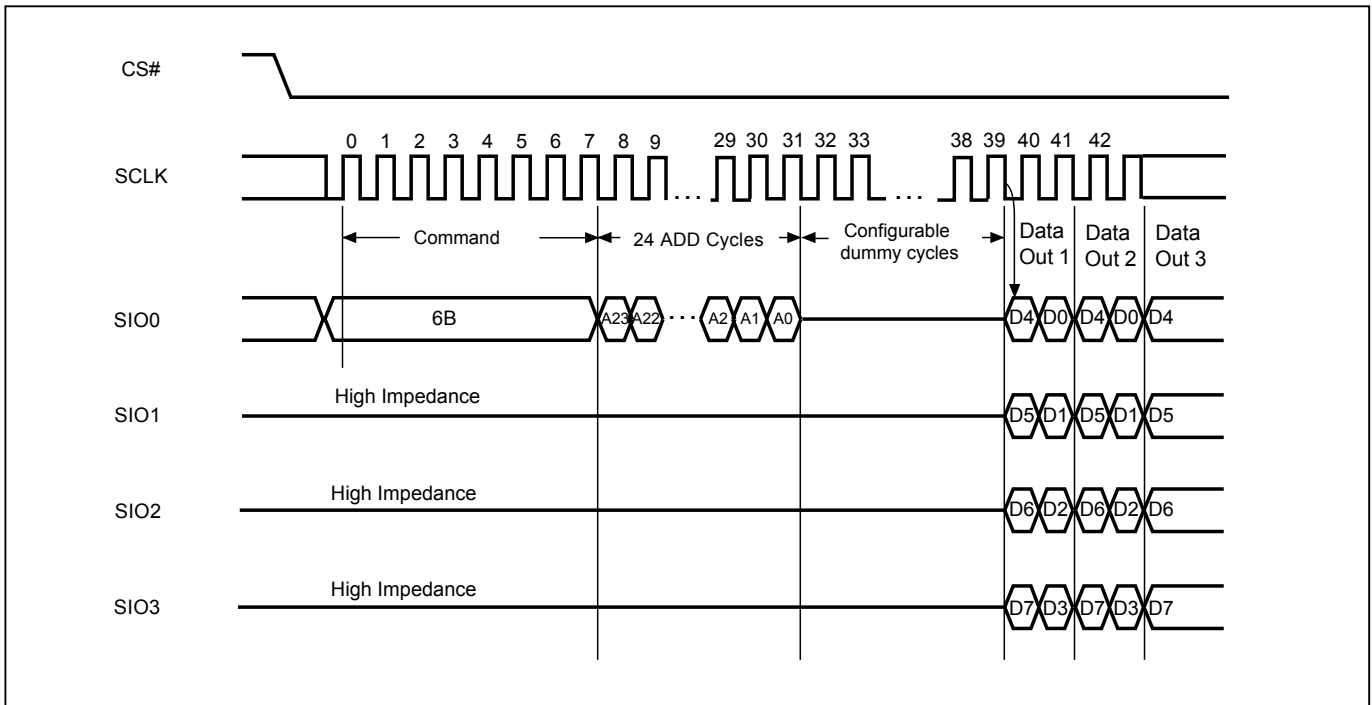 CS#
0 1 2 3 4 5 6 7 8 9 29 30 31 32 33 38 39 40 41 42
SCLK
Command
24 ADD Cycles
Configurable
dummy cycles
Data
Out 1
Data
Out 2
Data
Out 3
SIO0
6B
A23 A22 A2 A1 A0
D4 D0 D4 D0 D4
High Impedance
SIO1
D5 D1 D5 D1 D5
High Impedance
SIO2
D6 D2 D6 D2 D6
High Impedance
SIO3
D7 D3 D7 D3 D7